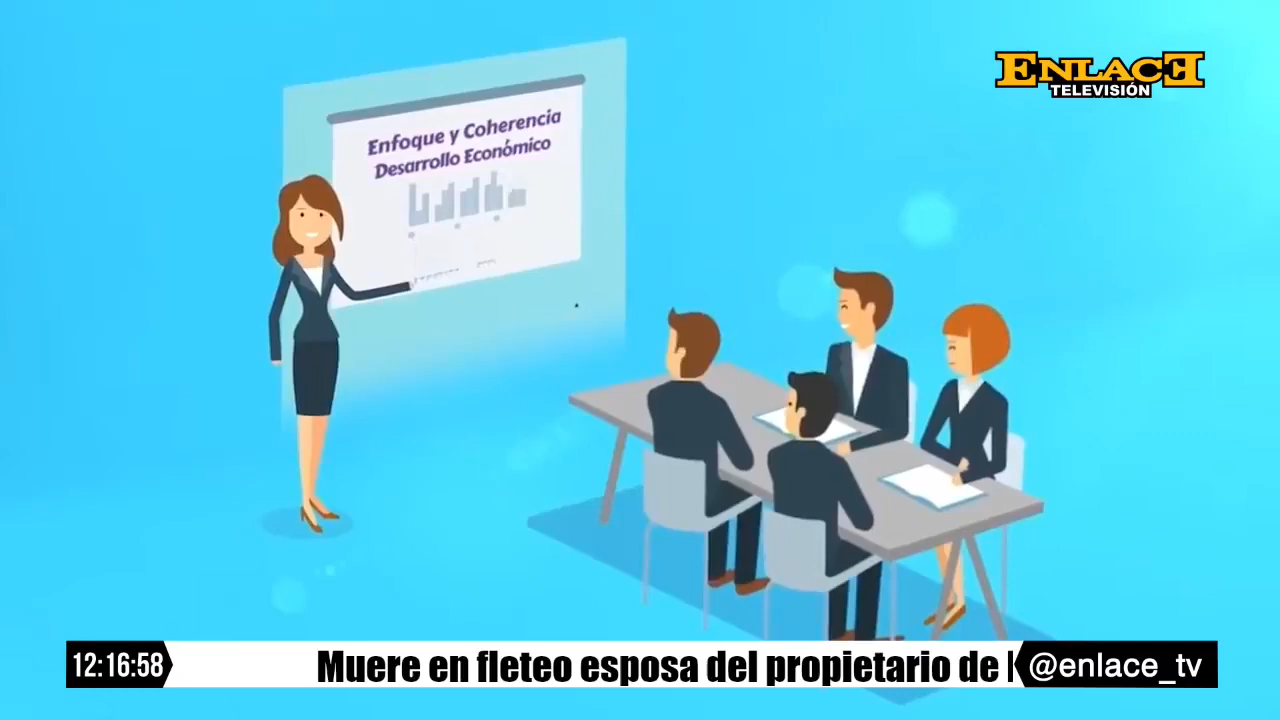 ENLACE
TELEVISIÓN
Enfoque y Coherencia
Desarrollo Económico
12:16:58
Muere en fleteo esposa del propietario de
@enlace_tv